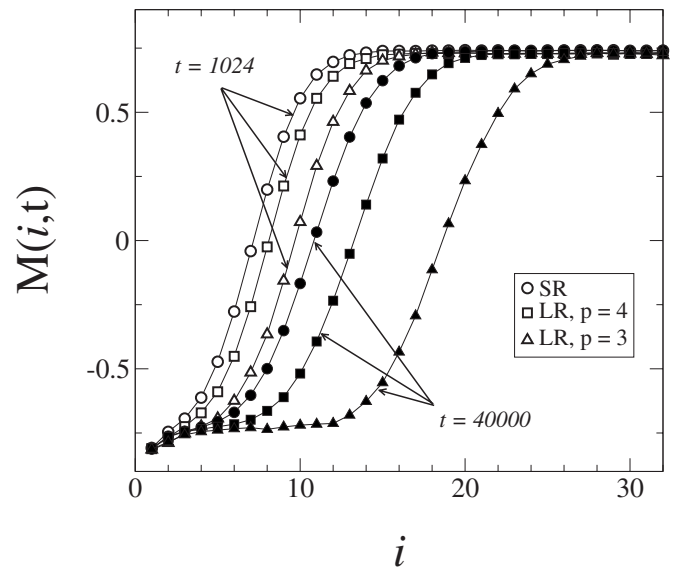 t = 1024
M(i,t)
0.5
0
-0.5
SR
LR, p = 4
LR, p = 3
t = 40000
0 10 20 30
i